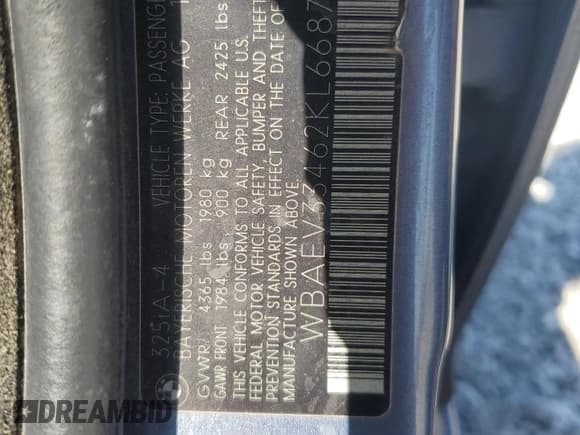 325iA-4 VEHICLE TYPE: PASSENGE
BAYERISCHE MOTOREN WERKE AG
GVWR: 4365 lbs 1980 kg
GAWR FRONT 1984 lbs 900 kg REAR 2425 lbs
THIS VEHICLE CONFORMS TO ALL APPLICABLE U.S.
FEDERAL MOTOR VEHICLE SAFETY, BUMPER AND THEFT
PREVENTION STANDARDS IN EFFECT ON THE DATE OF
MANUFACTURE SHOWN ABOVE.
WBAEV33462KL6687
DREAMBID